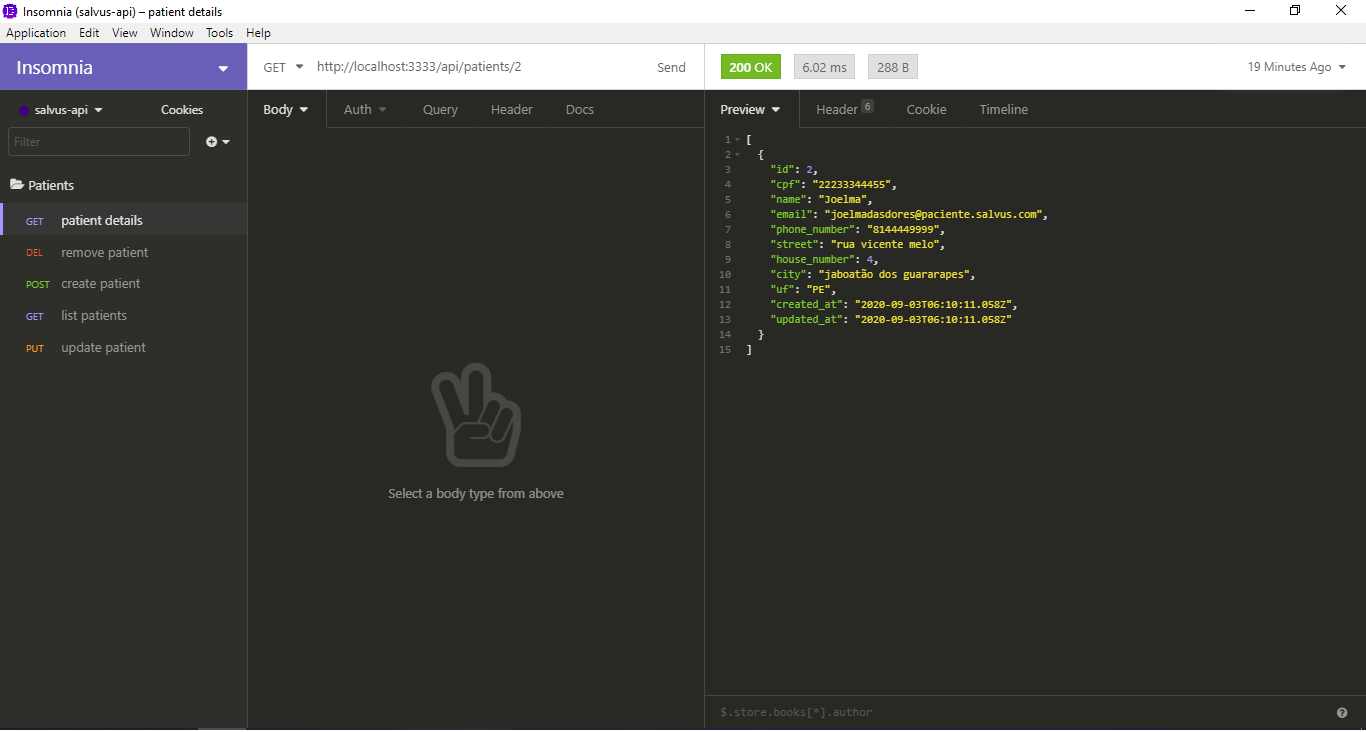 Insomnia (salvus-api) – patient details
Application Edit View Window Tools Help
Insomnia
GET http://localhost:3333/api/patients/2 Send
200 OK 6.02 ms 288 B 19 Minutes Ago
salvus-api Cookies
Body Auth Query Header Docs
Preview Header 6 Cookie Timeline
Filter
Patients
GET patient details
DEL remove patient
POST create patient
GET list patients
PUT update patient
Select a body type from above
1 [
2 {
3 "id": 2,
4 "cpf": "22233344455",
5 "name": "Joelma",
6 "email": "joelmadasdores@paciente.salvus.com",
7 "phone_number": "8144449999",
8 "street": "rua vicente melo",
9 "house_number": 4,
10 "city": "jaboatão dos guararapes",
11 "uf": "PE",
12 "created_at": "2020-09-03T06:10:11.058Z",
13 "updated_at": "2020-09-03T06:10:11.058Z"
14 }
15 ]
$.store.books[*].author